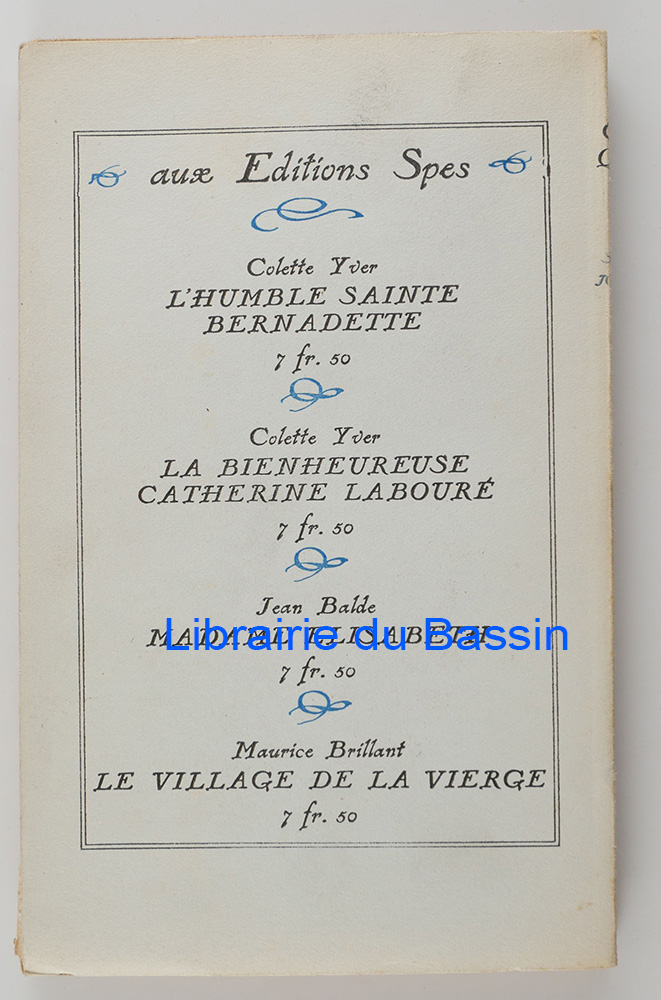 aux Editions Spes
Colette Yver
L'HUMBLE SAINTE
BERNADETTE
7 fr. 50
Colette Yver
LA BIENHEUREUSE
CATHERINE LABOURÉ
7 fr. 50
Jean Balde
MADAME ELISABETH
Librairie du Bassin
7 fr. 50
Maurice Brillant
LE VILLAGE DE LA VIERGE
7 fr. 50